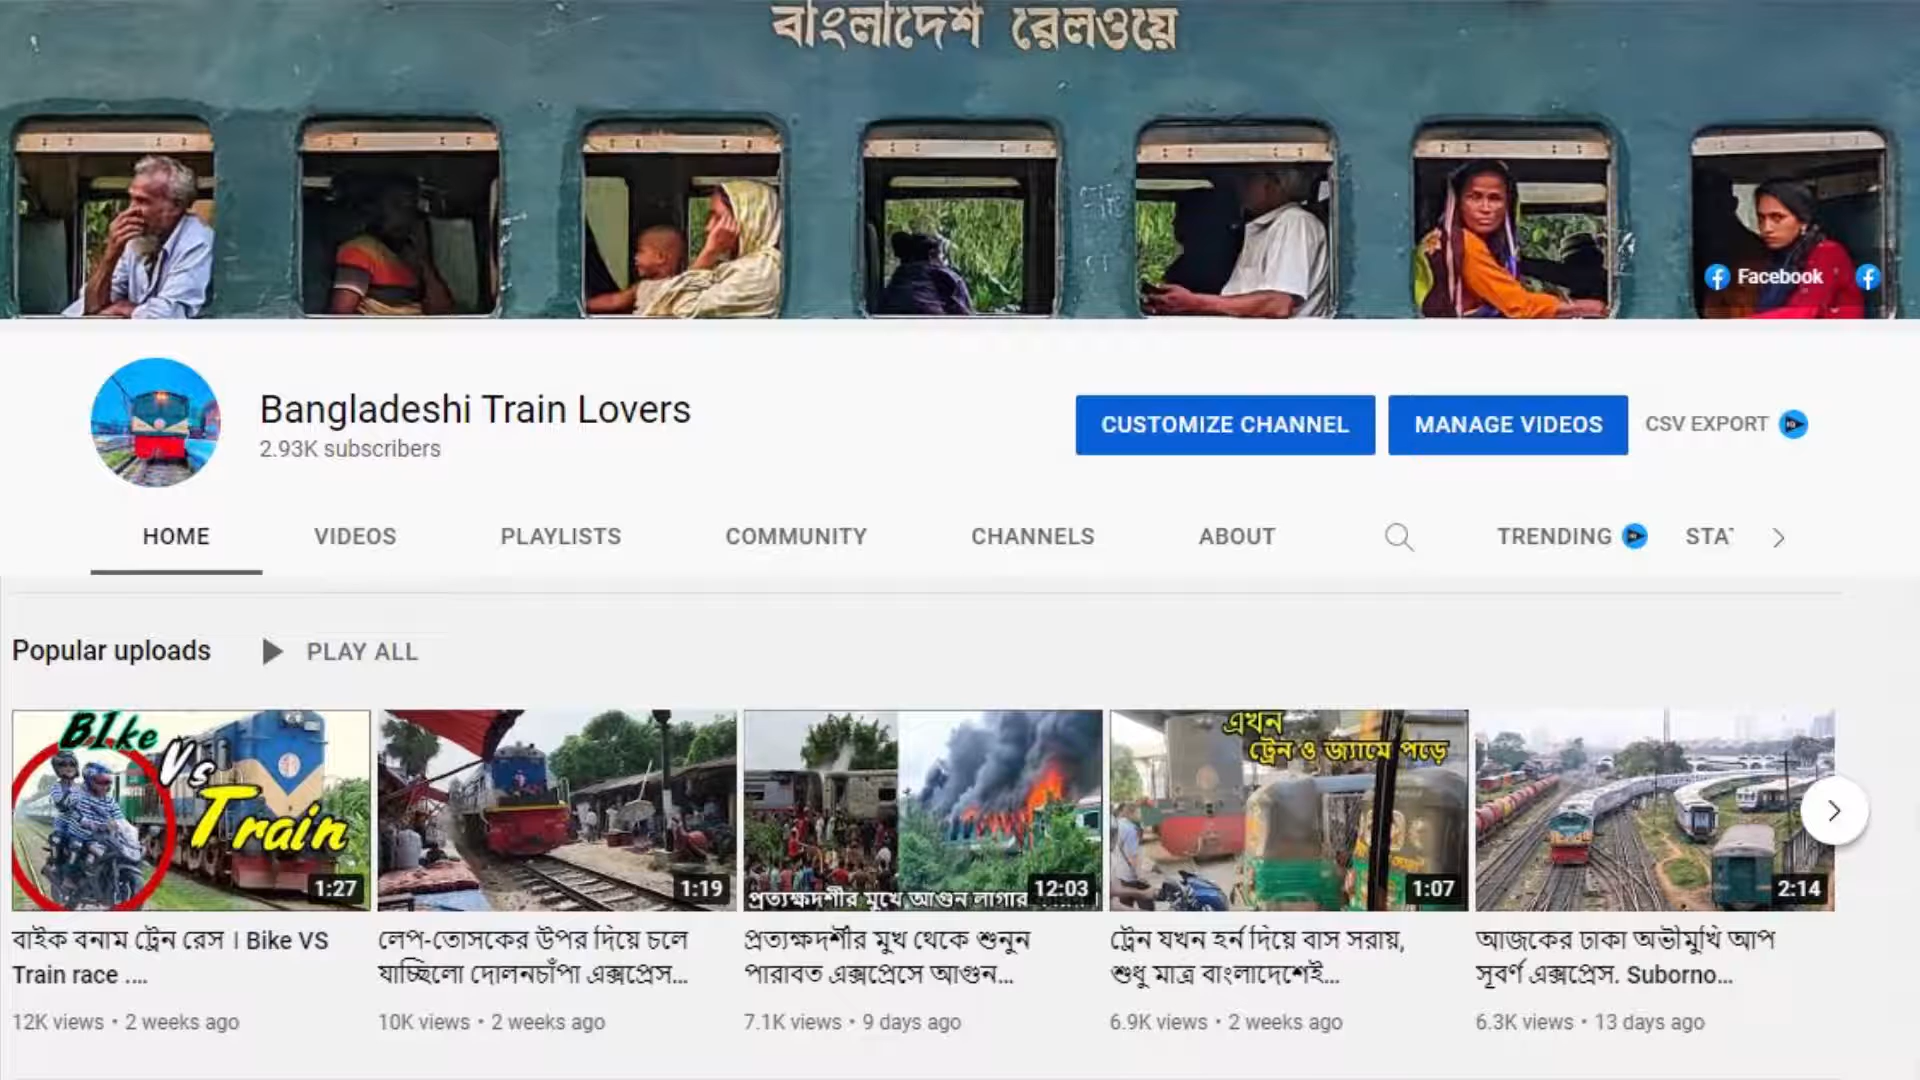 বাংলাদেশ রেলওয়ে
Facebook
Bangladeshi Train Lovers
2.93K subscribers
CUSTOMIZE CHANNEL
MANAGE VIDEOS
CSV EXPORT
HOME
VIDEOS
PLAYLISTS
COMMUNITY
CHANNELS
ABOUT
TRENDING
STAT
Popular uploads
PLAY ALL
BIke
Vs
Train
1:27
বাইক বনাম ট্রেন রেস । Bike VS
Train race ....
12K views • 2 weeks ago
1:19
লেপ-তোসকের উপর দিয়ে চলে
যাচ্ছিলো দোলনচাঁপা এক্সপ্রেস...
10K views • 2 weeks ago
প্রত্যক্ষদর্শীর মুখে আগুন লাগার
12:03
প্রত্যক্ষদর্শীর মুখ থেকে শুনুন
পারাবত এক্সপ্রেসে আগুন...
7.1K views • 9 days ago
এখন
ট্রেন ও জ্যামে পড়ে
1:07
ট্রেন যখন হর্ন দিয়ে বাস সরায়,
শুধু মাত্র বাংলাদেশেই...
6.9K views • 2 weeks ago
2:14
আজকের ঢাকা অভীমুখি আপ
সূবর্ণ এক্সপ্রেস. Suborno...
6.3K views • 13 days ago